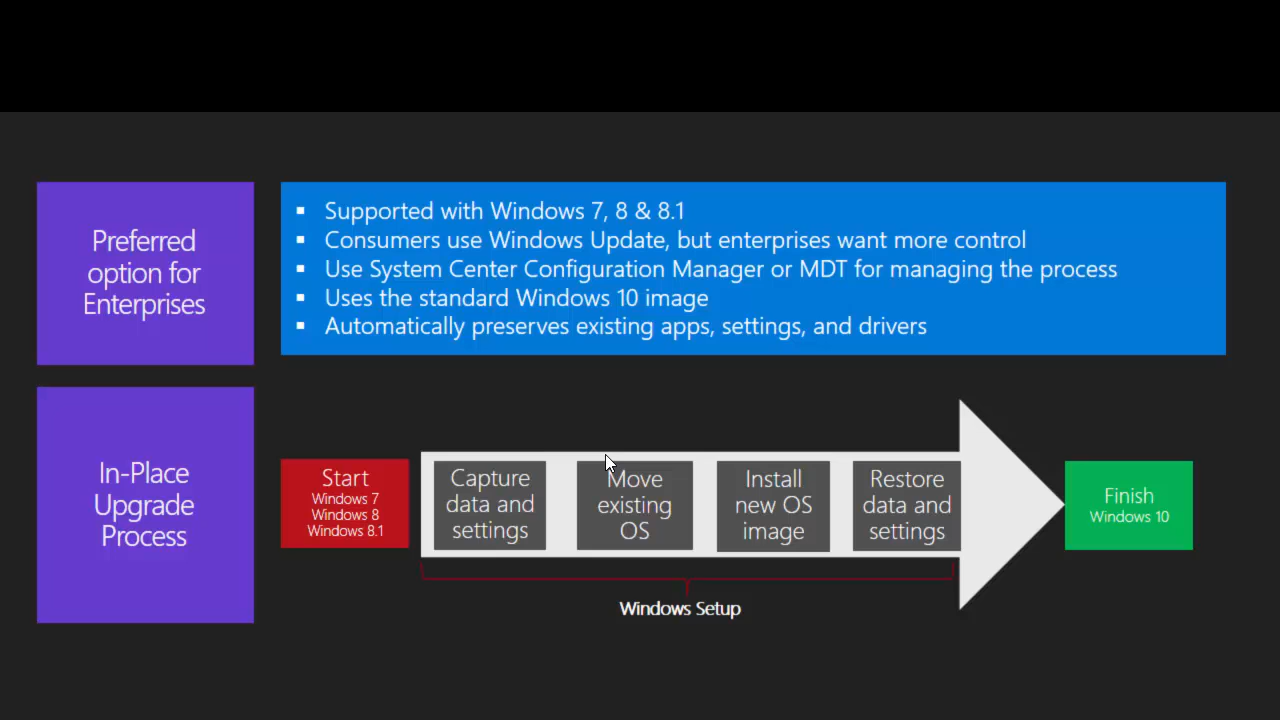 Preferred
option for
Enterprises
▪ Supported with Windows 7, 8 & 8.1
▪ Consumers use Windows Update, but enterprises want more control
▪ Use System Center Configuration Manager or MDT for managing the process
▪ Uses the standard Windows 10 image
▪ Automatically preserves existing apps, settings, and drivers
In-Place
Upgrade
Process
Start
Windows 7
Windows 8
Windows 8.1
Capture
data and
settings
Move
existing
OS
Install
new OS
image
Restore
data and
settings
Finish
Windows 10
Windows Setup